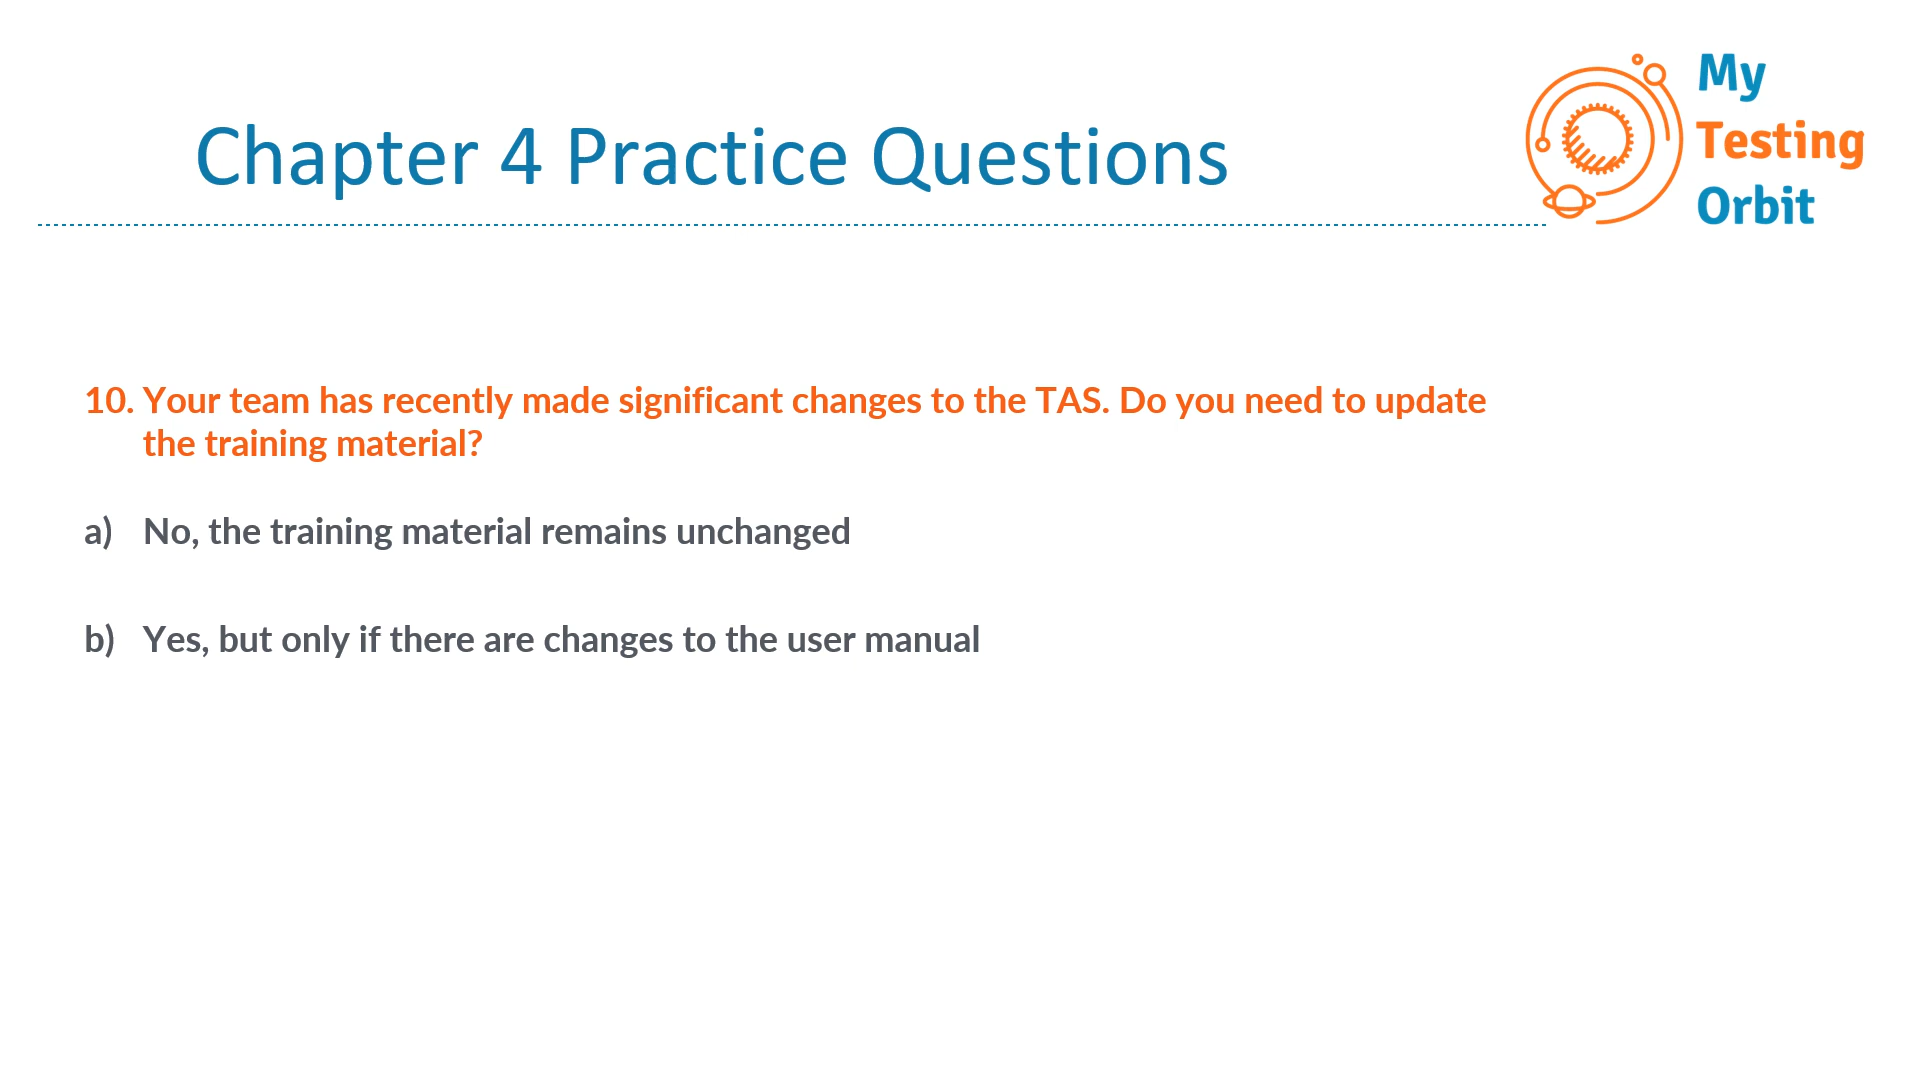 Chapter 4 Practice Questions
My
Testing
Orbit
10. Your team has recently made significant changes to the TAS. Do you need to update
the training material?
a) No, the training material remains unchanged
b) Yes, but only if there are changes to the user manual